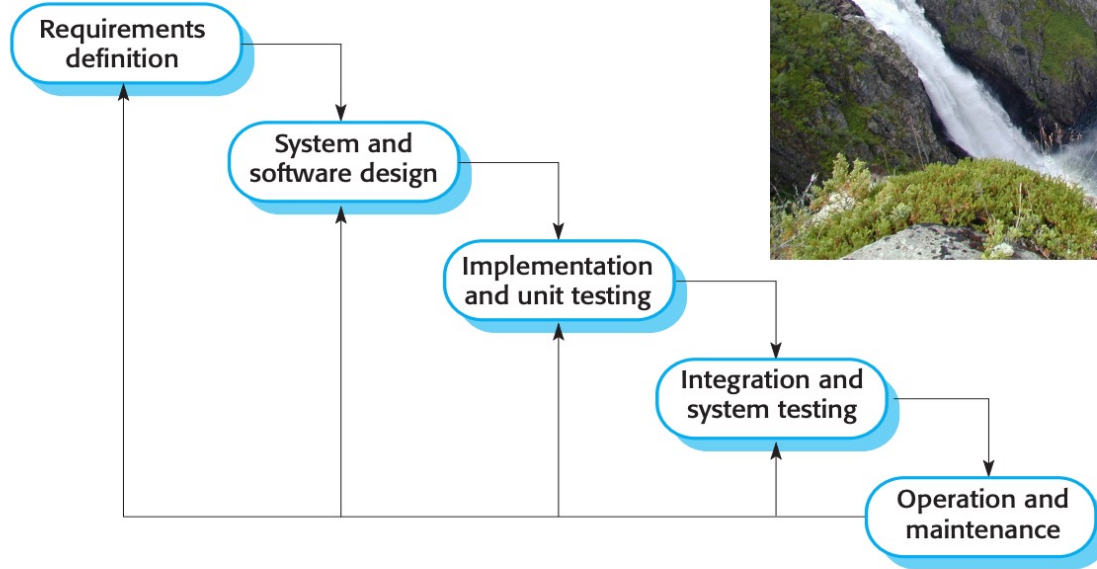 Requirements
definition
System and
software design
Implementation
and unit testing
Integration and
system testing
Operation and
maintenance